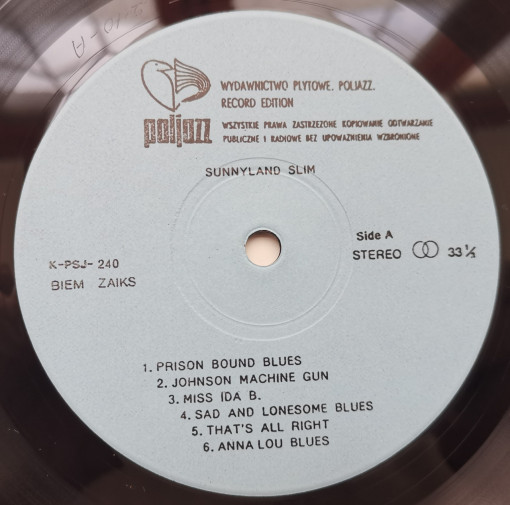 WYDAWNICTWO PŁYTOWE. POLJAZZ.
RECORD EDITION
poljazz
WSZYSTKIE PRAWA ZASTRZEŻONE KOPIOWANIE ODTWARZANIE
PUBLICZNE I RADIOWE BEZ UPOWAŻNIENIA WZBRONIONE
SUNNYLAND SLIM
Side A
STEREO 33⅓
K-PSJ-240
BIEM ZAIKS
1. PRISON BOUND BLUES
2. JOHNSON MACHINE GUN
3. MISS IDA B.
4. SAD AND LONESOME BLUES
5. THAT'S ALL RIGHT
6. ANNA LOU BLUES